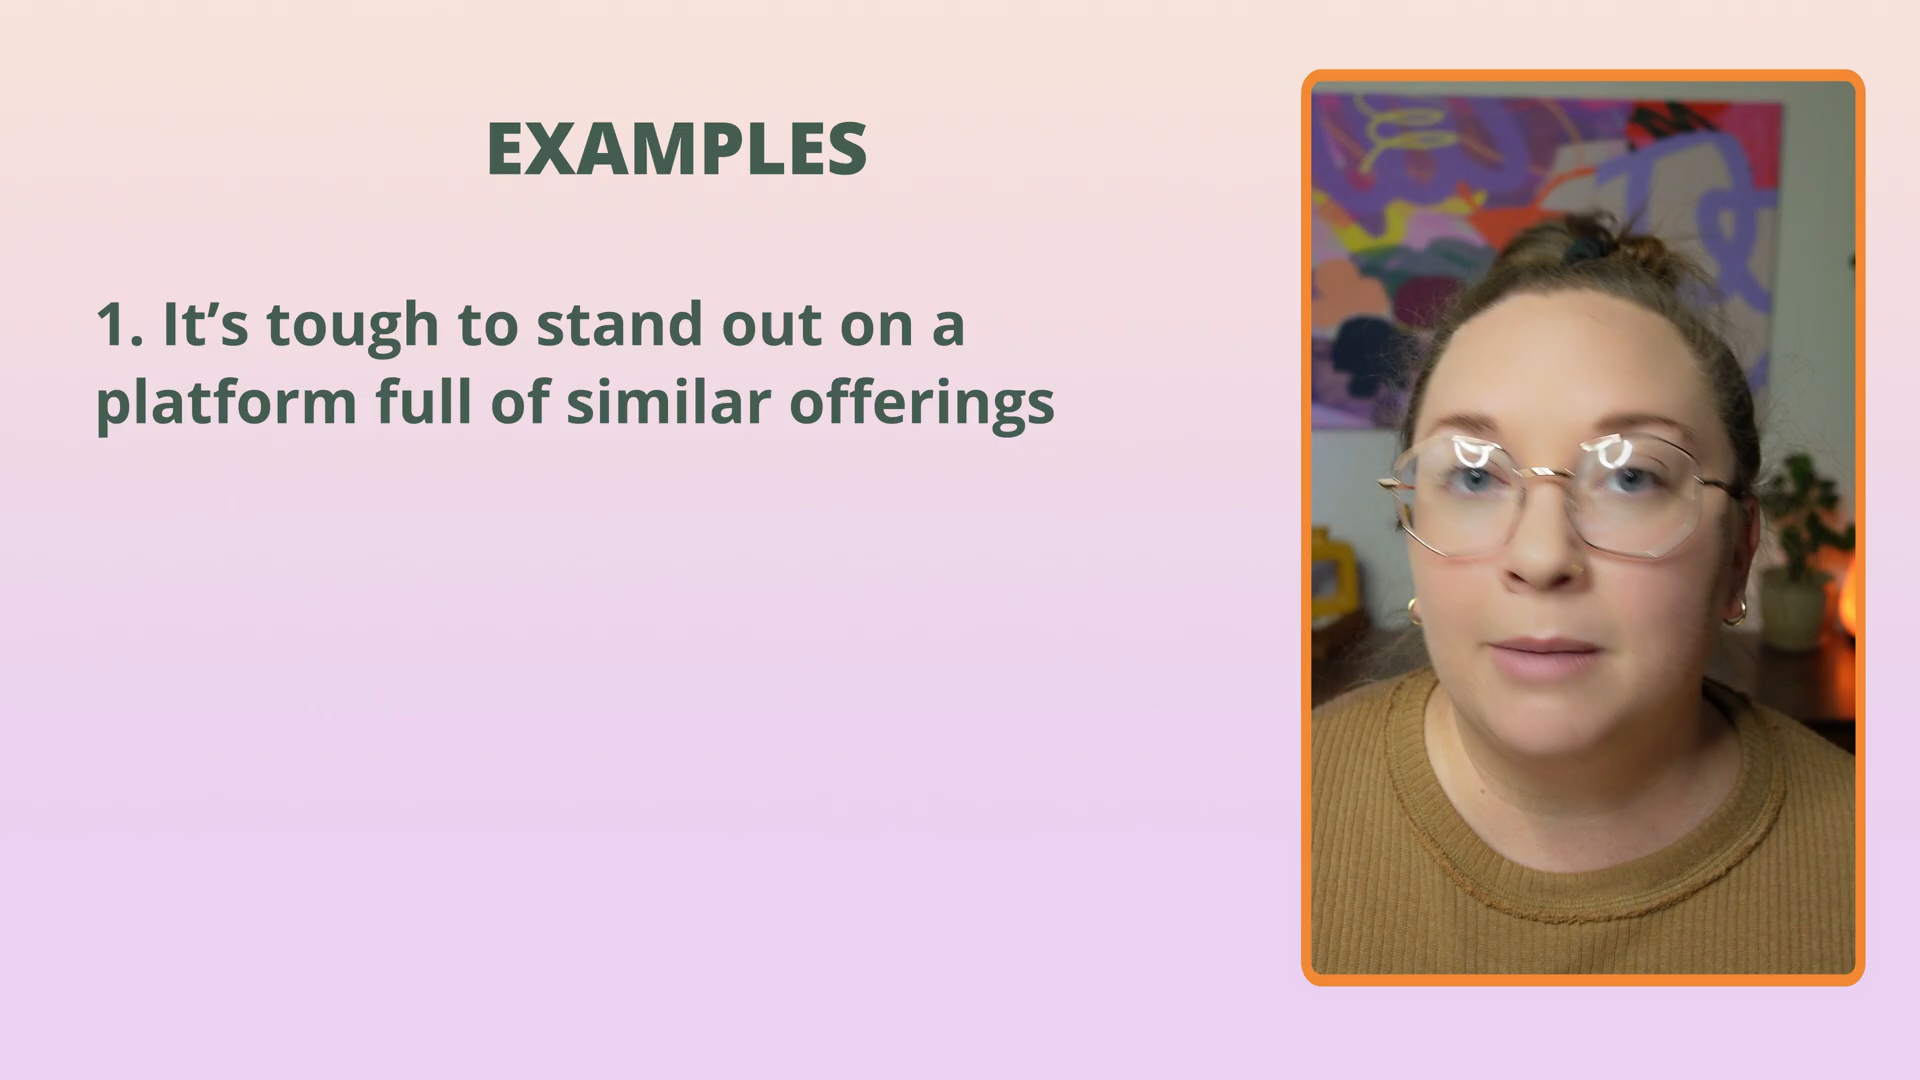 EXAMPLES
1. It’s tough to stand out on a
platform full of similar offerings